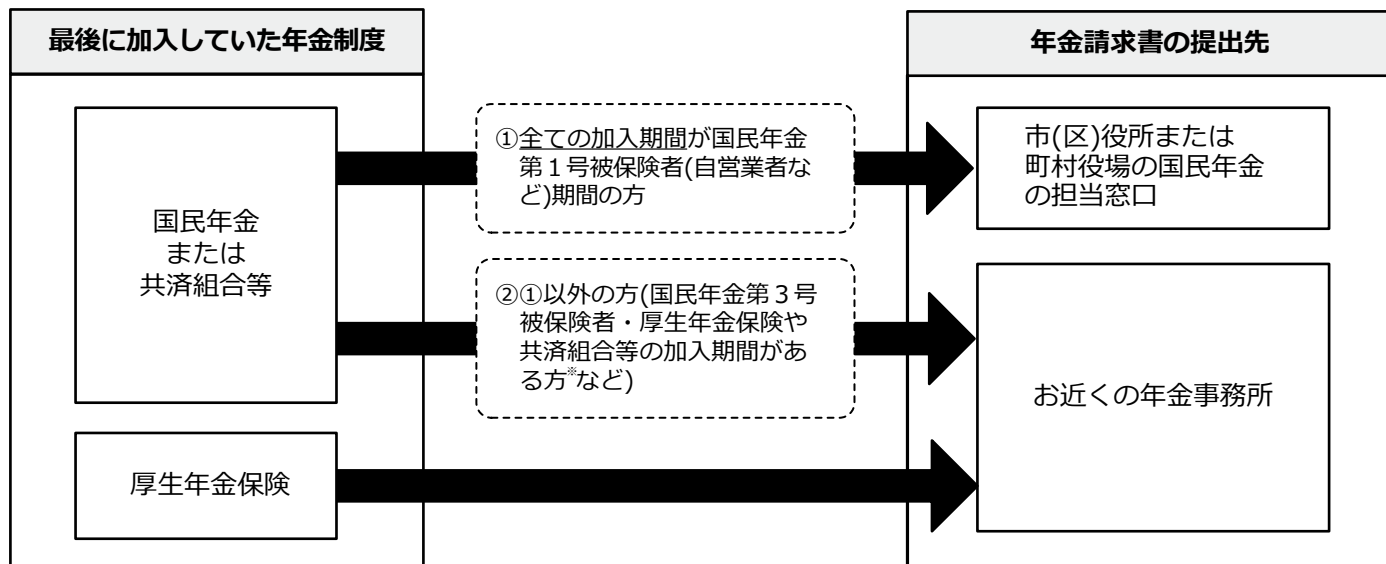 最後に加入していた年金制度
年金請求書の提出先
国民年金
または
共済組合等
①全ての加入期間が国民年金
第１号被保険者(自営業者な
ど)期間の方
市(区)役所または
町村役場の国民年金
の担当窓口
②①以外の方(国民年金第３号
被保険者・厚生年金保険や
共済組合等の加入期間があ
る方※など)
お近くの年金事務所
厚生年金保険